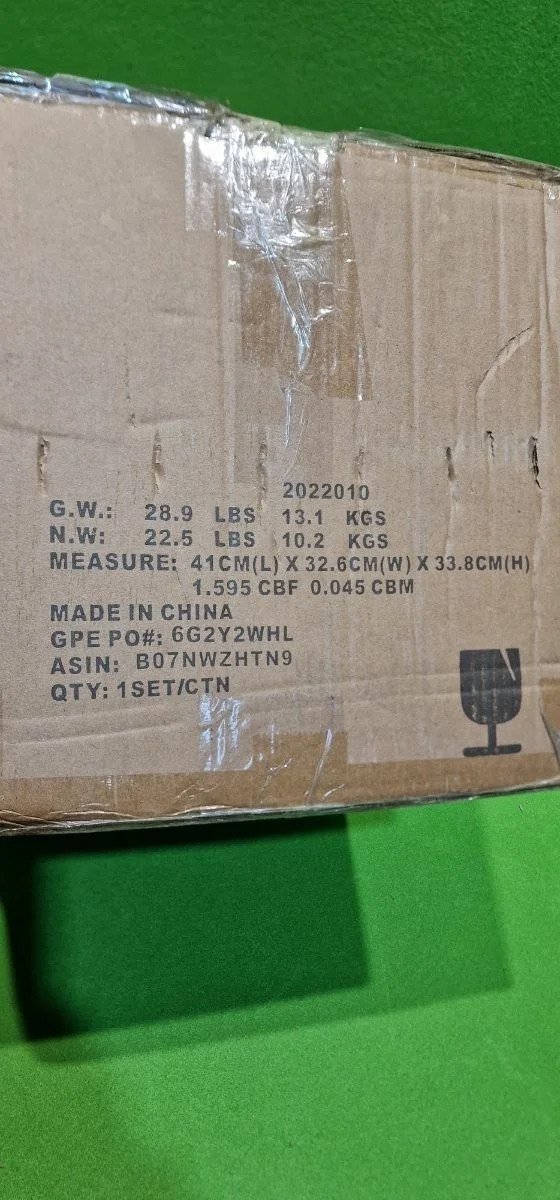 2022010
G.W.: 28.9 LBS 13.1 KGS
N.W: 22.5 LBS 10.2 KGS
MEASURE: 41CM(L) X 32.6CM(W) X 33.8CM(H)
1.595 CBF 0.045 CBM
MADE IN CHINA
GPE PO#: 6G2Y2WHL
ASIN: B07NWZHTN9
QTY: 1SET/CTN